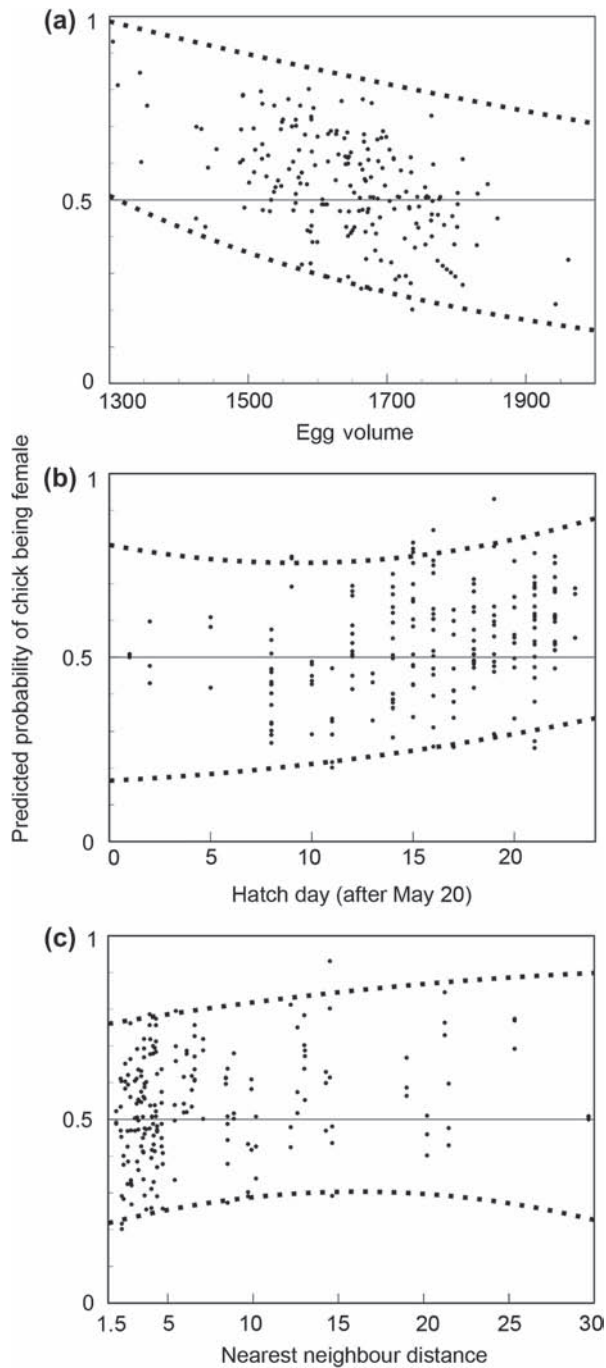 (a)
1
0.5
0
1300 1500 1700 1900
Egg volume
Predicted probability of chick being female
(b)
1
0.5
0
0 5 10 15 20
Hatch day (after May 20)
(c)
1
0.5
0
1.5 5 10 15 20 25 30
Nearest neighbour distance